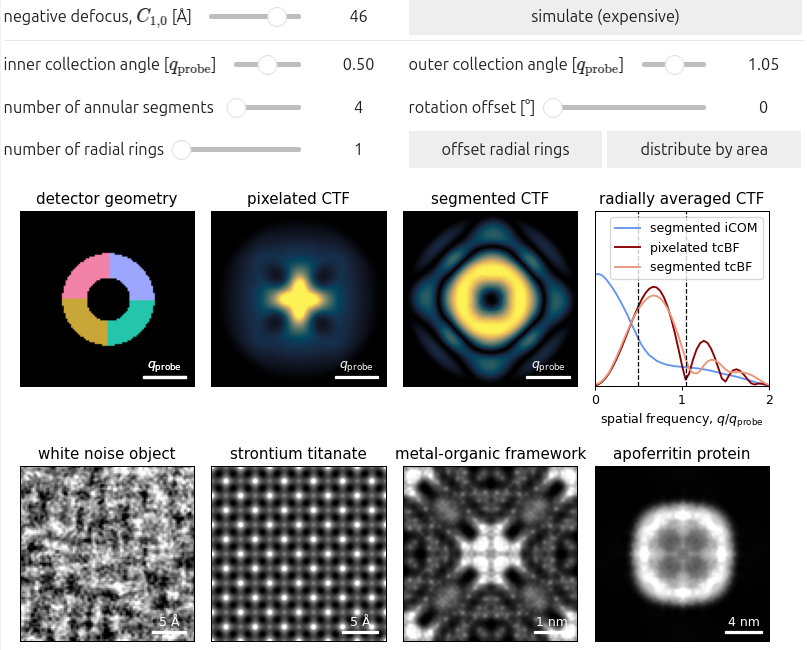 negative defocus, C1,0 [Å] 46 simulate (expensive)
inner collection angle [qprobe] 0.50 outer collection angle [qprobe] 1.05
number of annular segments 4 rotation offset [°] 0
number of radial rings 1 offset radial rings distribute by area
detector geometry pixelated CTF segmented CTF radially averaged CTF
segmented iCOM
pixelated tcBF
segmented tcBF
qprobe qprobe qprobe
0 1 2
spatial frequency, q/qprobe
white noise object strontium titanate metal-organic framework apoferritin protein
5 Å 5 Å 1 nm 4 nm